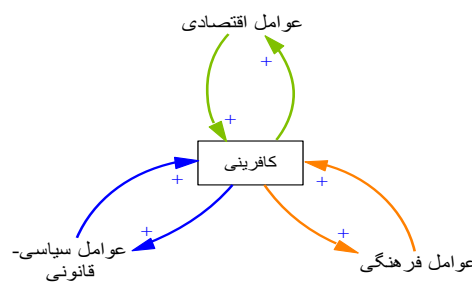 عوامل اقتصادی
+
+
کافرینی
+
+
+
+
عوامل سیاسی-
قانونی
عوامل فرهنگی